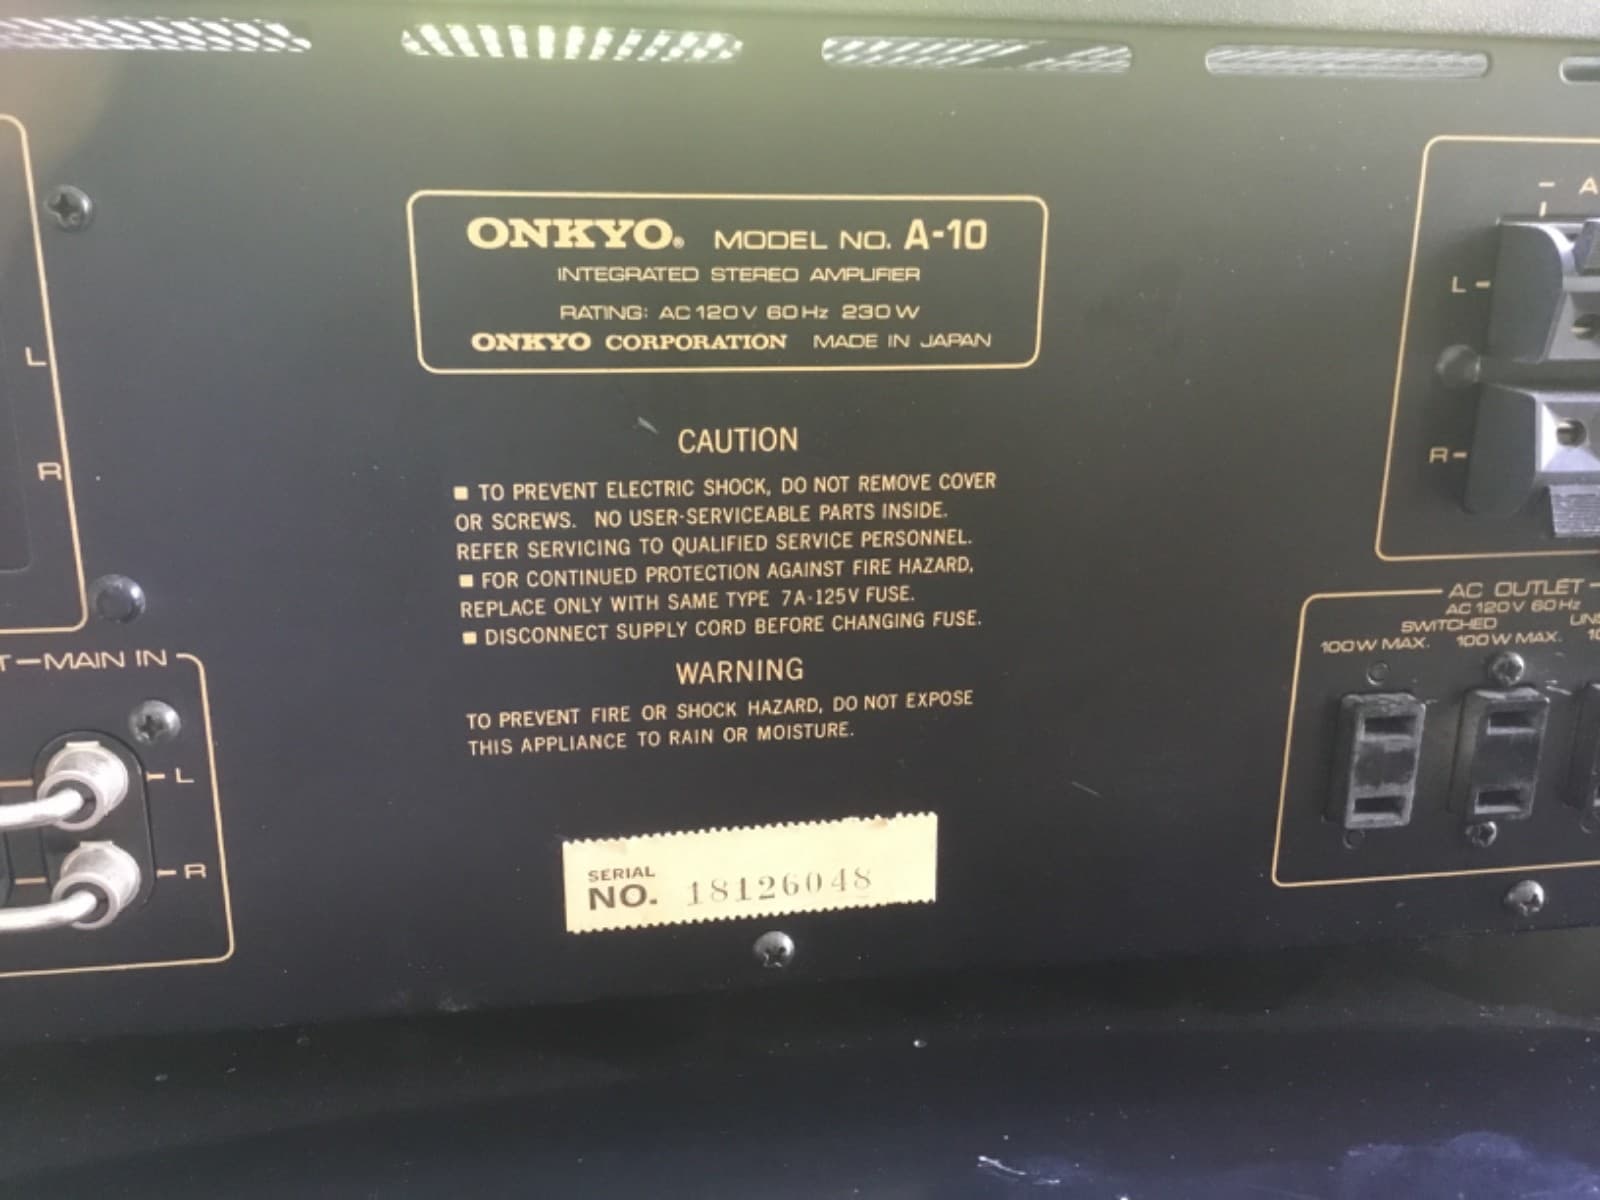 ONKYO® MODEL NO. A-10
INTEGRATED STEREO AMPLIFIER
RATING: AC 120V 60Hz 230W
ONKYO CORPORATION MADE IN JAPAN
CAUTION
■ TO PREVENT ELECTRIC SHOCK, DO NOT REMOVE COVER
OR SCREWS. NO USER-SERVICEABLE PARTS INSIDE.
REFER SERVICING TO QUALIFIED SERVICE PERSONNEL.
■ FOR CONTINUED PROTECTION AGAINST FIRE HAZARD,
REPLACE ONLY WITH SAME TYPE 7A-125V FUSE.
■ DISCONNECT SUPPLY CORD BEFORE CHANGING FUSE.
WARNING
TO PREVENT FIRE OR SHOCK HAZARD, DO NOT EXPOSE
THIS APPLIANCE TO RAIN OR MOISTURE.
SERIAL
NO. 18126048
L
R
MAIN IN
L
R
A
L
R
AC OUTLET
AC 120V 60Hz
SWITCHED
100W MAX. 100W MAX.